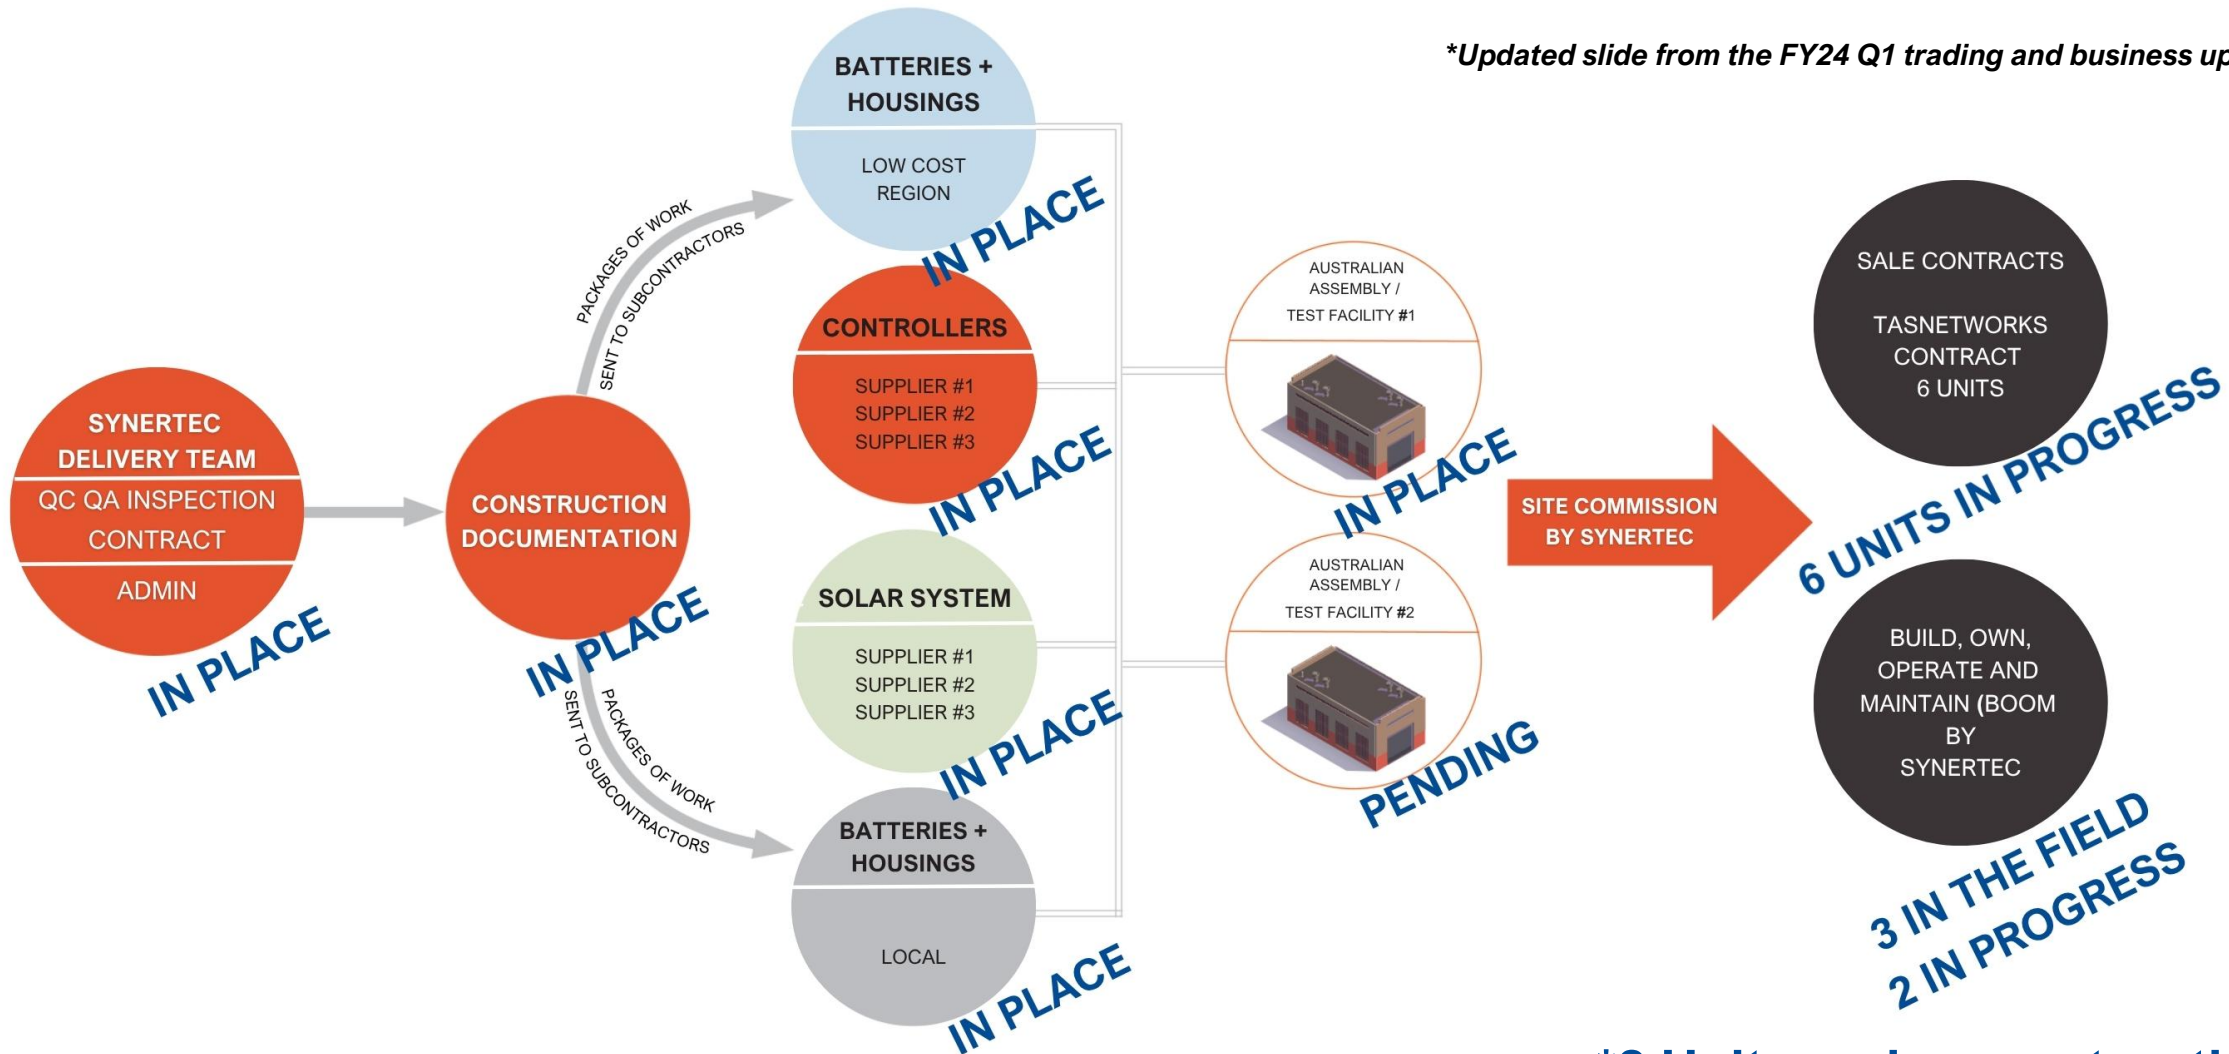 *Updated slide from the FY24 Q1 trading and business up
SYNERTEC
DELIVERY TEAM
QC QA INSPECTION
CONTRACT
ADMIN
IN PLACE
CONSTRUCTION
DOCUMENTATION
IN PLACE
PACKAGES OF WORK
SENT TO SUBCONTRACTORS
PACKAGES OF WORK
SENT TO SUBCONTRACTORS
BATTERIES +
HOUSINGS
LOW COST
REGION
IN PLACE
CONTROLLERS
SUPPLIER #1
SUPPLIER #2
SUPPLIER #3
IN PLACE
SOLAR SYSTEM
SUPPLIER #1
SUPPLIER #2
SUPPLIER #3
IN PLACE
BATTERIES +
HOUSINGS
LOCAL
IN PLACE
AUSTRALIAN
ASSEMBLY /
TEST FACILITY #1
IN PLACE
AUSTRALIAN
ASSEMBLY /
TEST FACILITY #2
PENDING
SITE COMMISSION
BY SYNERTEC
SALE CONTRACTS
TASNETWORKS
CONTRACT
6 UNITS
6 UNITS IN PROGRESS
BUILD, OWN,
OPERATE AND
MAINTAIN (BOOM
BY
SYNERTEC
3 IN THE FIELD
2 IN PROGRESS